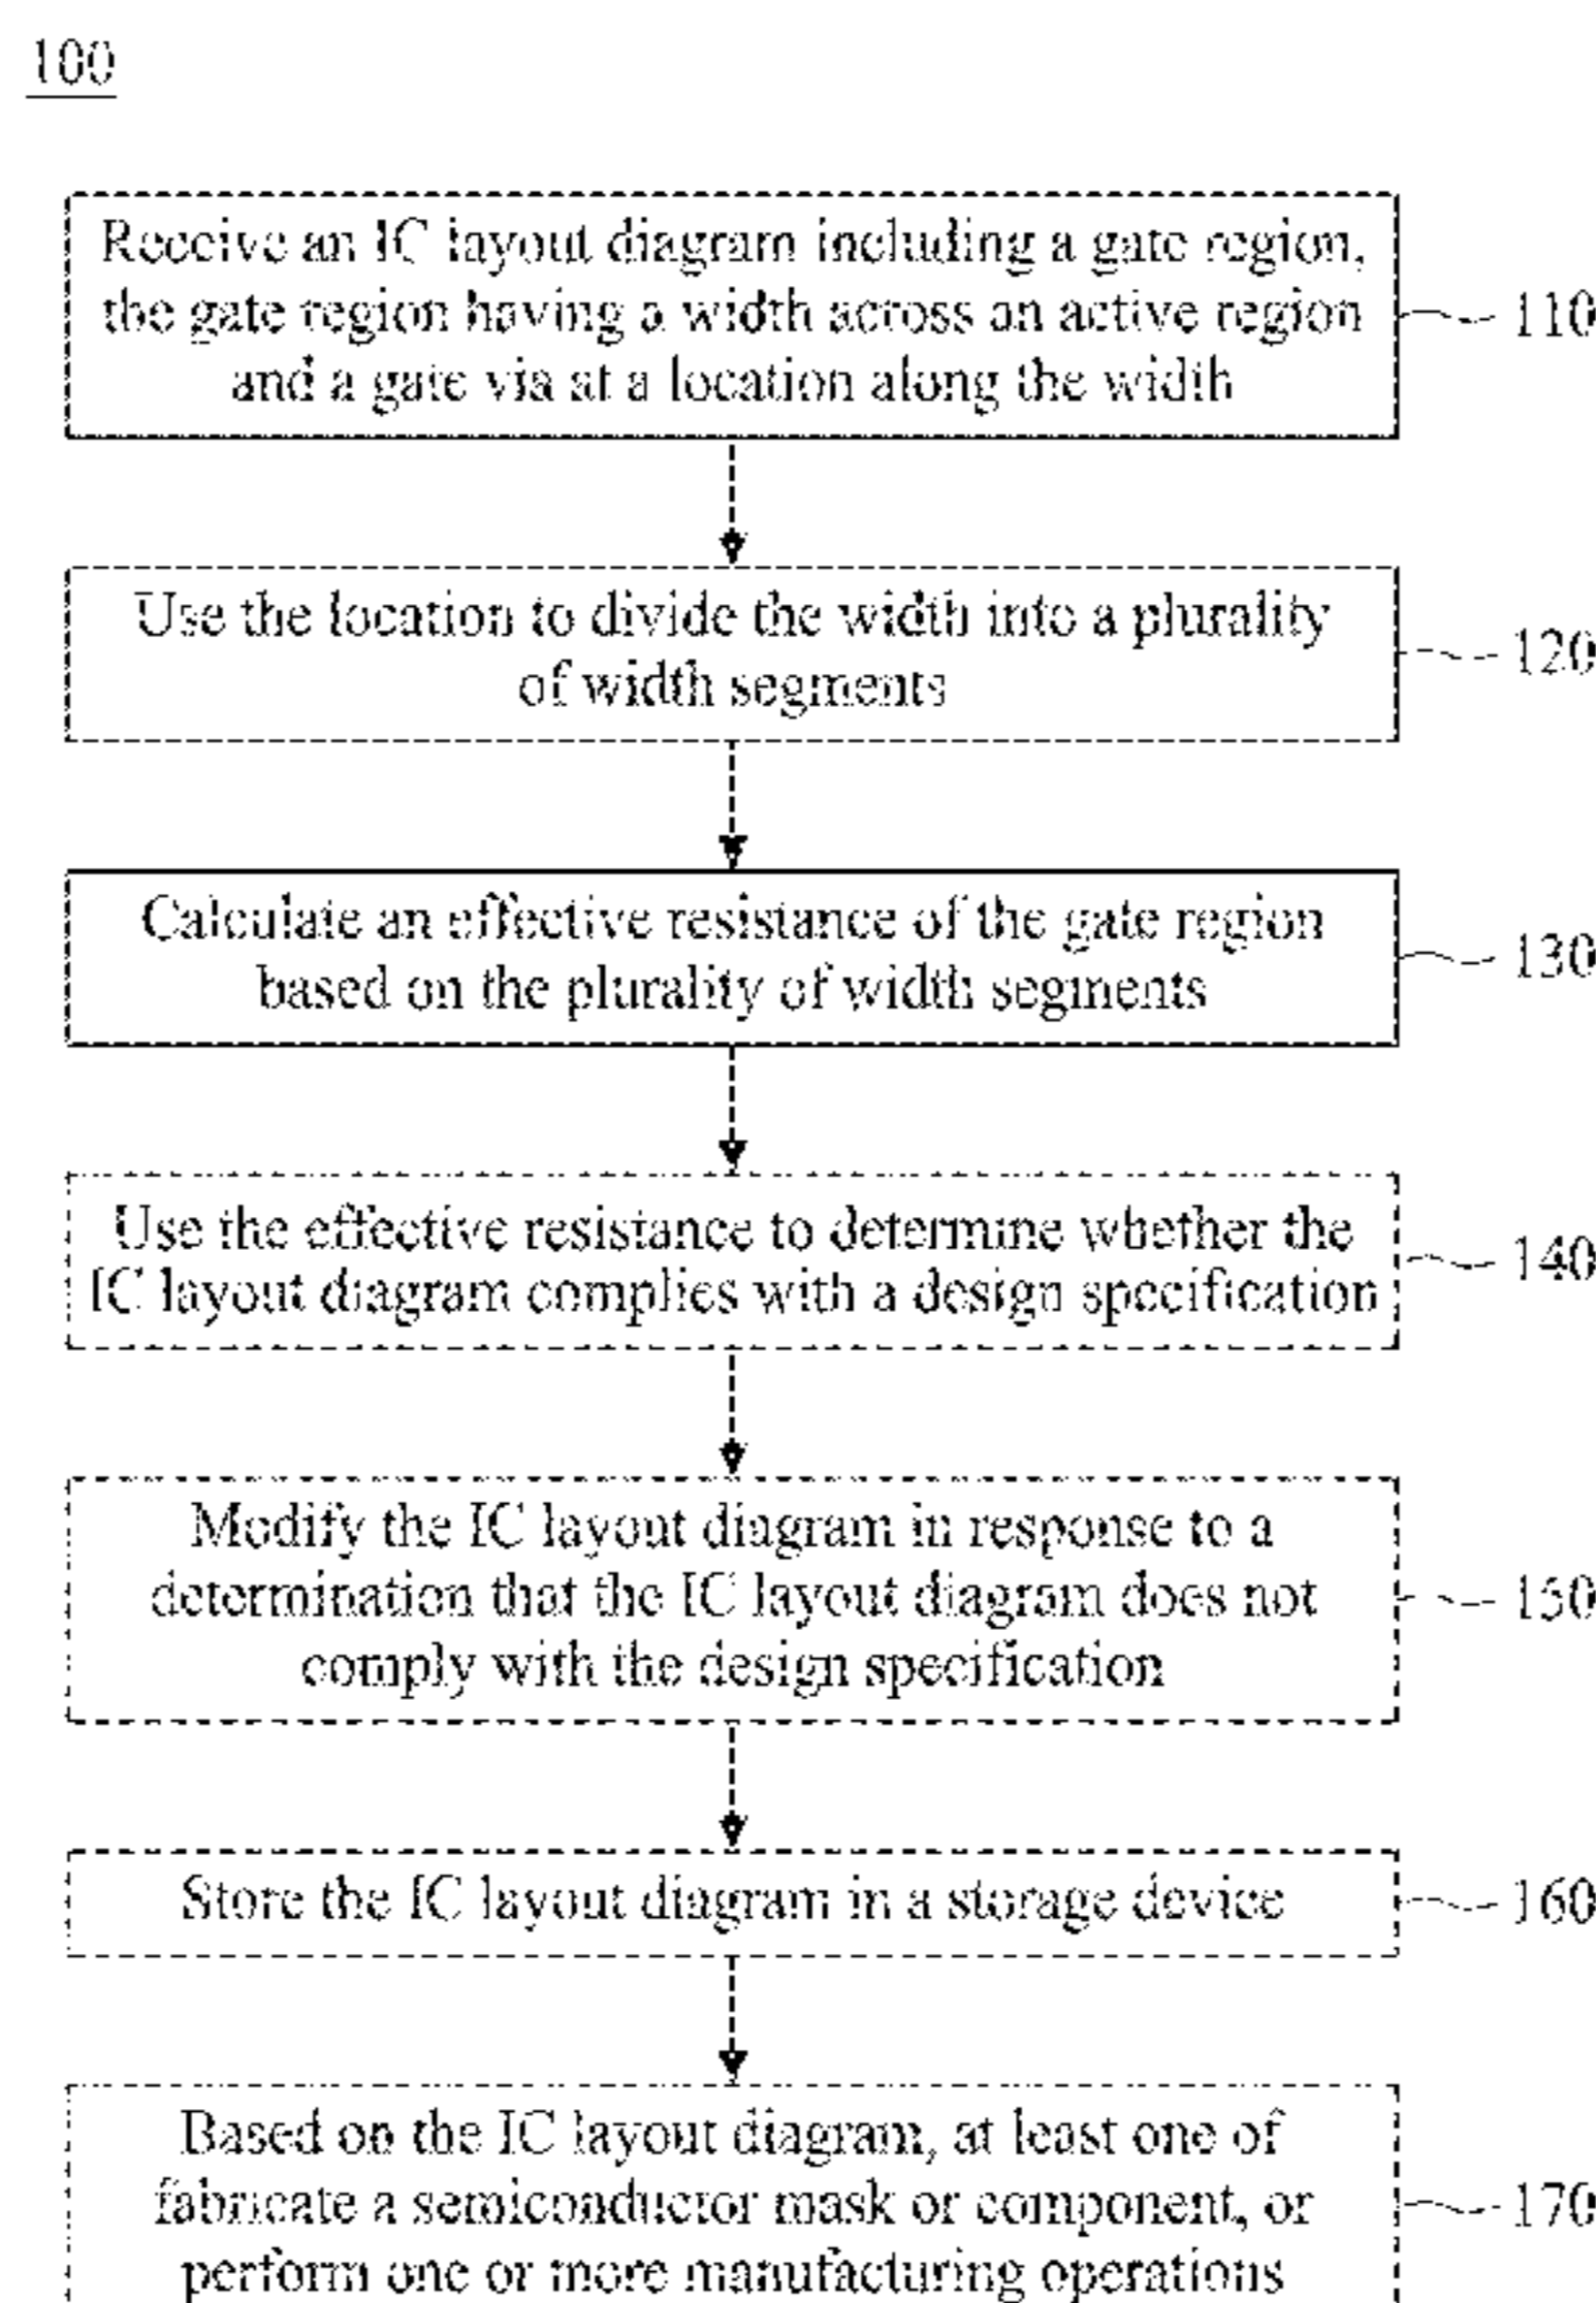 100
Receive an IC layout diagram including a gate region,
the gate region having a width across an active region
and a gate via at a location along the width
110
Use the location to divide the width into a plurality
of width segments
120
Calculate an effective resistance of the gate region
based on the plurality of width segments
130
Use the effective resistance to determine whether the
IC layout diagram complies with a design specification
140
Modify the IC layout diagram in response to a
determination that the IC layout diagram does not
comply with the design specification
150
Store the IC layout diagram in a storage device
160
Based on the IC layout diagram, at least one of
fabricate a semiconductor mask or component, or
perform one or more manufacturing operations
170